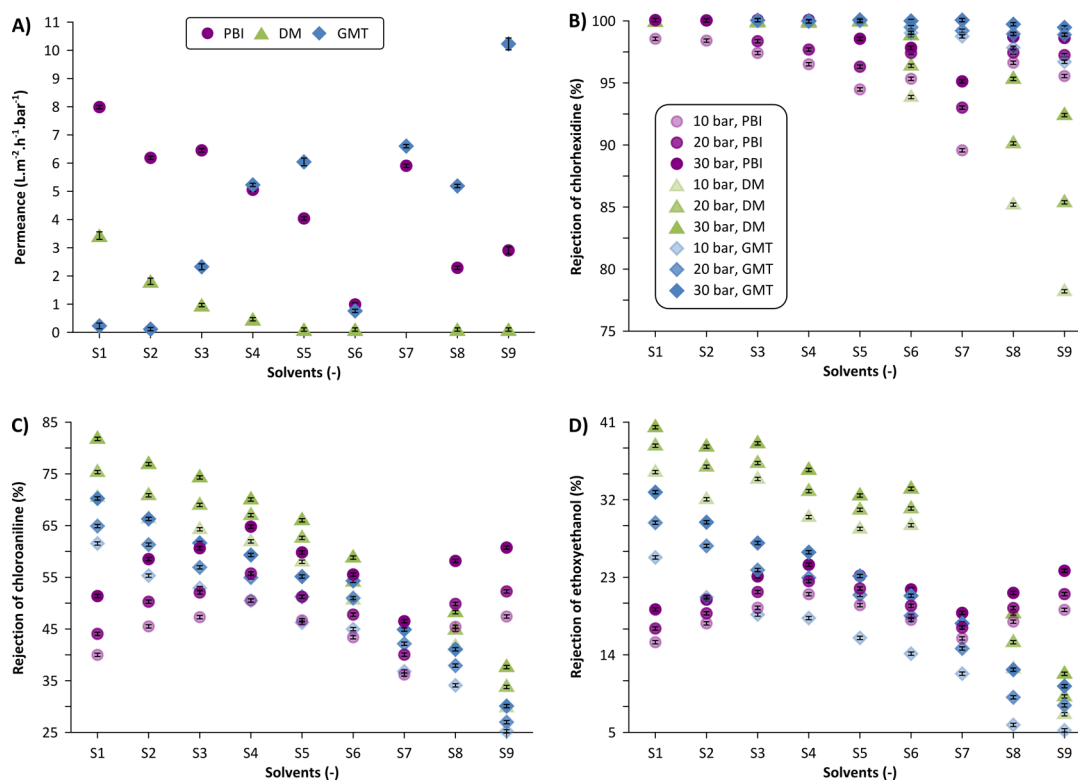 A)
Permeance (L.m⁻².h⁻¹.bar⁻¹)
11
10
9
8
7
6
5
4
3
2
1
0
PBI DM GMT
S1 S2 S3 S4 S5 S6 S7 S8 S9
Solvents (-)
B)
Rejection of chlorhexidine (%)
100
95
90
85
80
75
10 bar, PBI
20 bar, PBI
30 bar, PBI
10 bar, DM
20 bar, DM
30 bar, DM
10 bar, GMT
20 bar, GMT
30 bar, GMT
S1 S2 S3 S4 S5 S6 S7 S8 S9
Solvents (-)
C)
Rejection of chloroaniline (%)
85
75
65
55
45
35
25
S1 S2 S3 S4 S5 S6 S7 S8 S9
Solvents (-)
D)
Rejection of ethoxyethanol (%)
41
32
23
14
5
S1 S2 S3 S4 S5 S6 S7 S8 S9
Solvents (-)